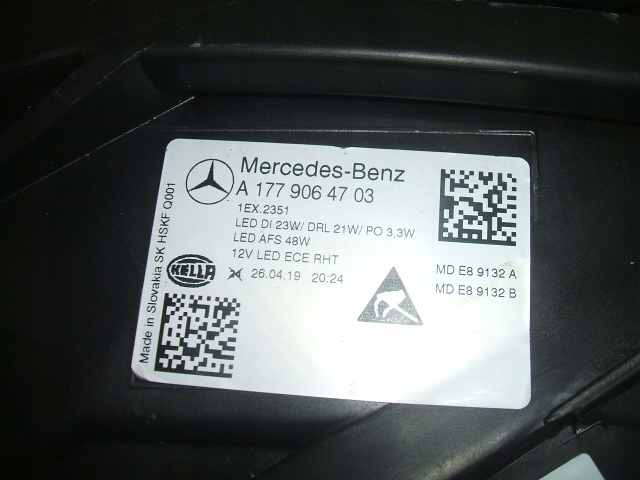 Mercedes-Benz
A 177 906 47 03
1EX.2351
LED DI 23W/ DRL 21W/ PO 3,3W
LED AFS 48W
12V LED ECE RHT
HELLA
26.04.19 20:24
MD E8 9132 A
MD E8 9132 B
Made in Slovakia SK HSKF Q001